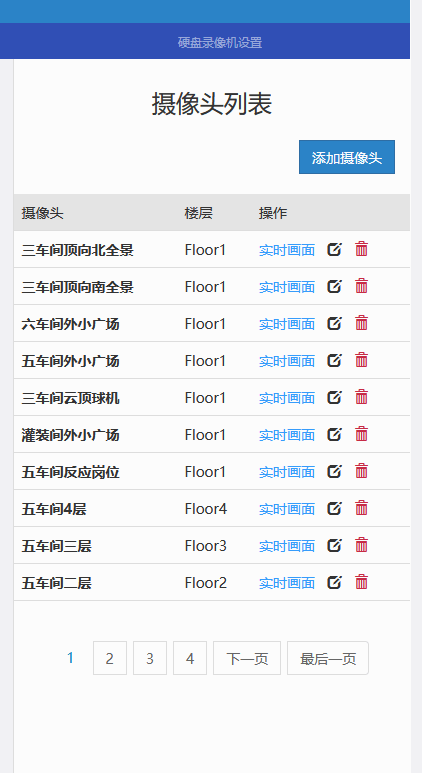 硬盘录像机设置
摄像头列表
添加摄像头
摄像头 楼层 操作
三车间顶向北全景 Floor1 实时画面
三车间顶向南全景 Floor1 实时画面
六车间外小广场 Floor1 实时画面
五车间外小广场 Floor1 实时画面
三车间云顶球机 Floor1 实时画面
灌装间外小广场 Floor1 实时画面
五车间反应岗位 Floor1 实时画面
五车间4层 Floor4 实时画面
五车间三层 Floor3 实时画面
五车间二层 Floor2 实时画面
1 2 3 4 下一页 最后一页